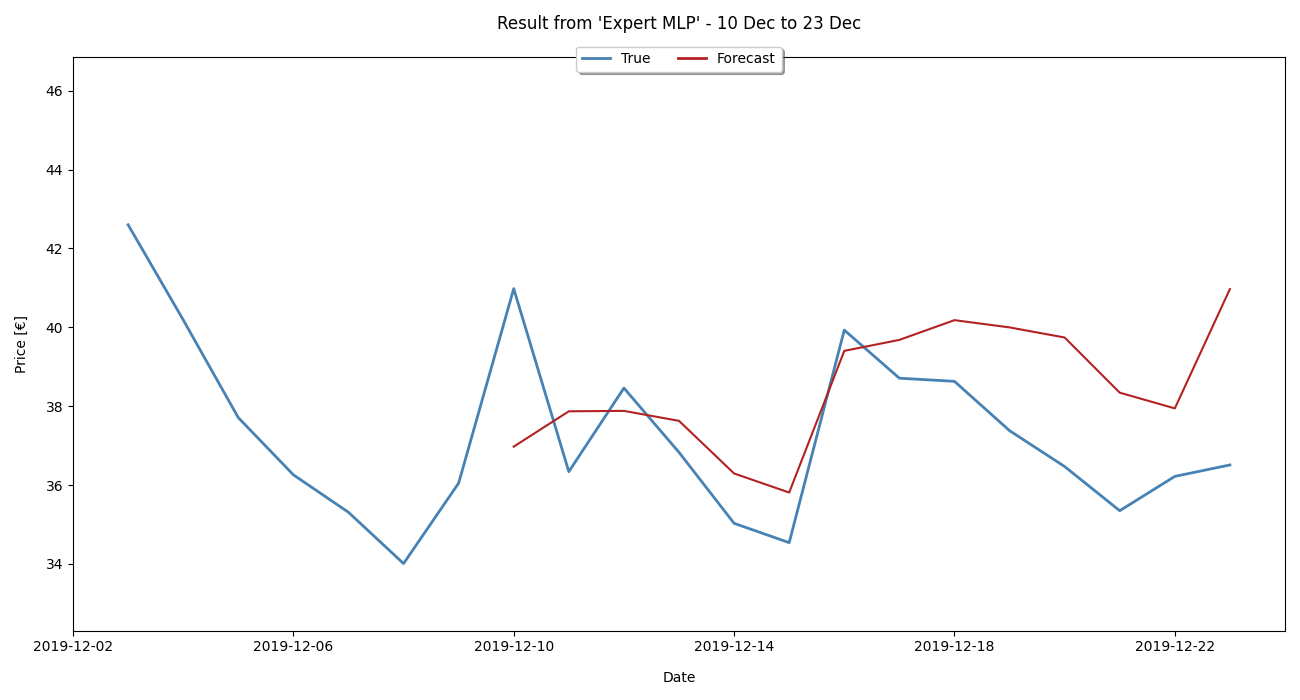 Result from 'Expert MLP' - 10 Dec to 23 Dec
True Forecast
46
44
42
40
38
36
34
Price [€]
2019-12-02 2019-12-06 2019-12-10 2019-12-14 2019-12-18 2019-12-22
Date